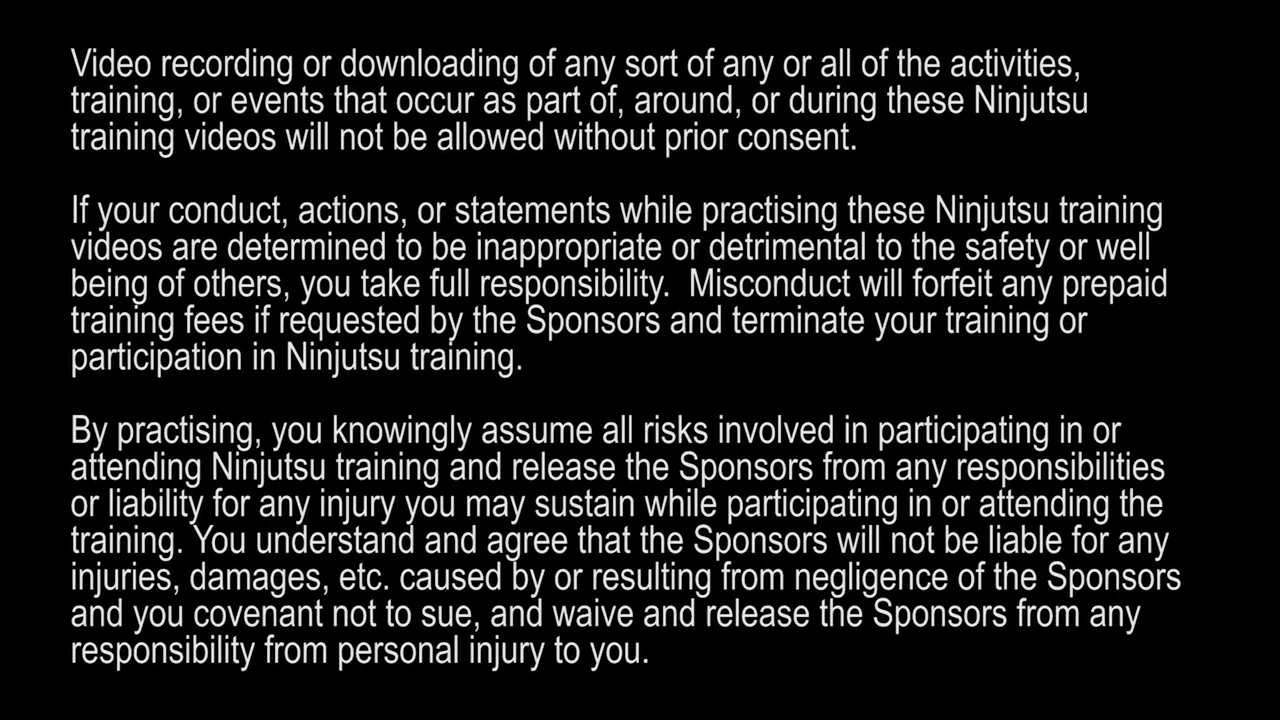 Video recording or downloading of any sort of any or all of the activities,
training, or events that occur as part of, around, or during these Ninjutsu
training videos will not be allowed without prior consent.
If your conduct, actions, or statements while practising these Ninjutsu training
videos are determined to be inappropriate or detrimental to the safety or well
being of others, you take full responsibility.  Misconduct will forfeit any prepaid
training fees if requested by the Sponsors and terminate your training or
participation in Ninjutsu training.
By practising, you knowingly assume all risks involved in participating in or
attending Ninjutsu training and release the Sponsors from any responsibilities
or liability for any injury you may sustain while participating in or attending the
training. You understand and agree that the Sponsors will not be liable for any
injuries, damages, etc. caused by or resulting from negligence of the Sponsors
and you covenant not to sue, and waive and release the Sponsors from any
responsibility from personal injury to you.